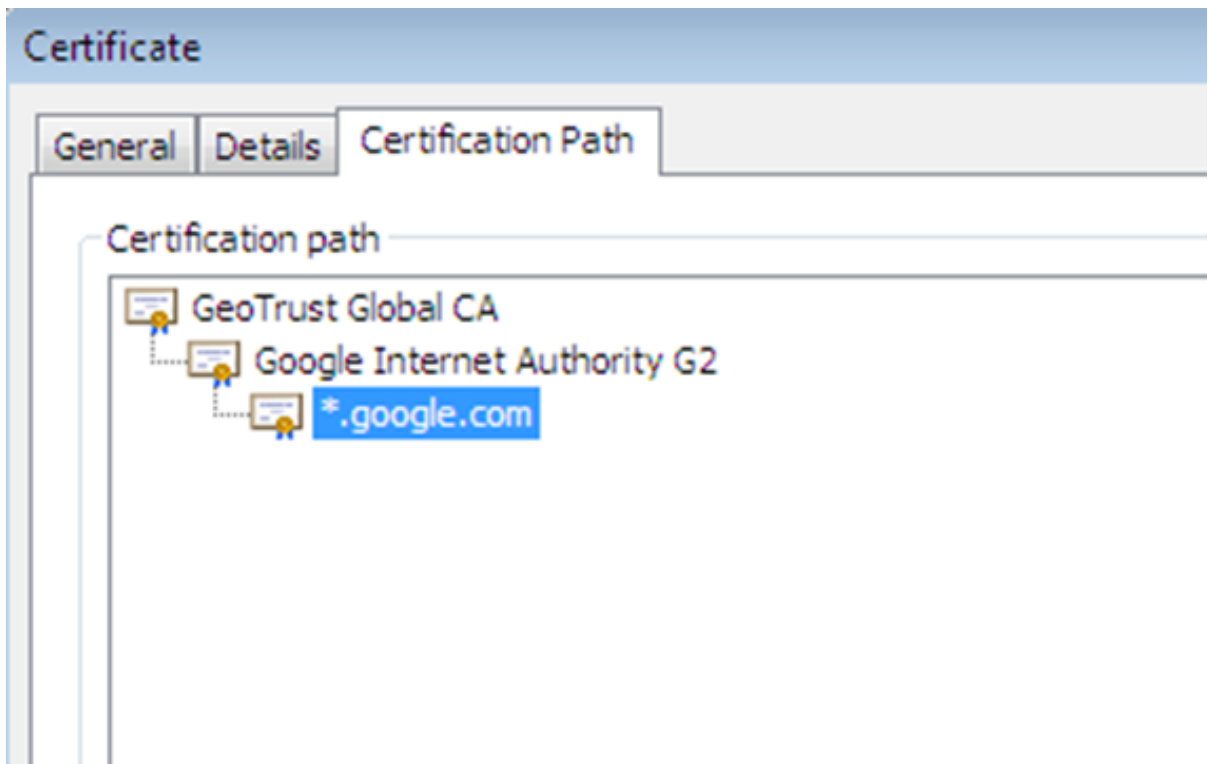 Certificate
General Details Certification Path
Certification path
GeoTrust Global CA
Google Internet Authority G2
*.google.com